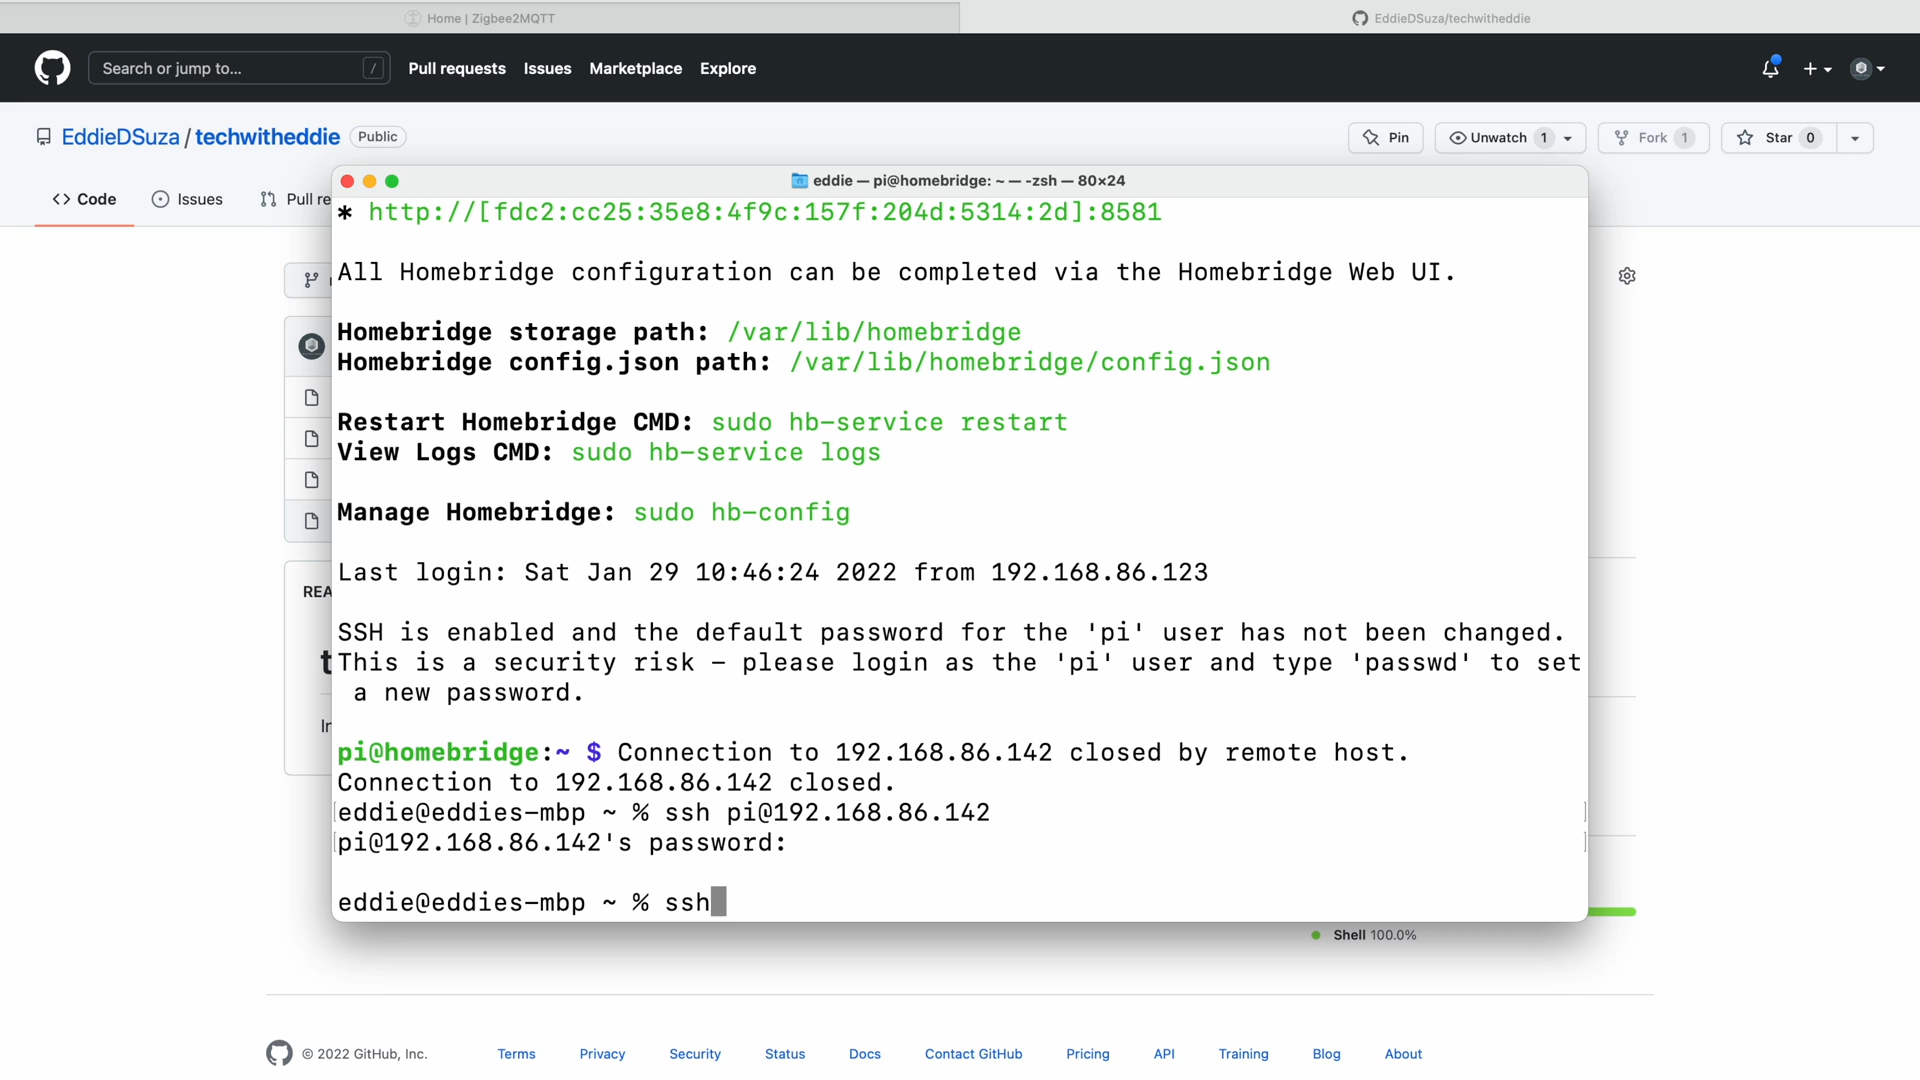 Home | Zigbee2MQTT
EddieDSuza/techwitheddie
Search or jump to...
/
Pull requests
Issues
Marketplace
Explore
EddieDSuza / techwitheddie
Public
Pin
Unwatch 1
Fork 1
Star 0
Code
Issues
Pull re
eddie — pi@homebridge: ~ — -zsh — 80×24
* http://[fdc2:cc25:35e8:4f9c:157f:204d:5314:2d]:8581
All Homebridge configuration can be completed via the Homebridge Web UI.
Homebridge storage path: /var/lib/homebridge
Homebridge config.json path: /var/lib/homebridge/config.json
Restart Homebridge CMD: sudo hb-service restart
View Logs CMD: sudo hb-service logs
Manage Homebridge: sudo hb-config
Last login: Sat Jan 29 10:46:24 2022 from 192.168.86.123
REA
SSH is enabled and the default password for the 'pi' user has not been changed.
This is a security risk - please login as the 'pi' user and type 'passwd' to set
a new password.
t
In
pi@homebridge:~ $ Connection to 192.168.86.142 closed by remote host.
Connection to 192.168.86.142 closed.
[eddie@eddies-mbp ~ % ssh pi@192.168.86.142 ]
[pi@192.168.86.142's password: ]
eddie@eddies-mbp ~ % ssh
Shell 100.0%
© 2022 GitHub, Inc.
Terms
Privacy
Security
Status
Docs
Contact GitHub
Pricing
API
Training
Blog
About